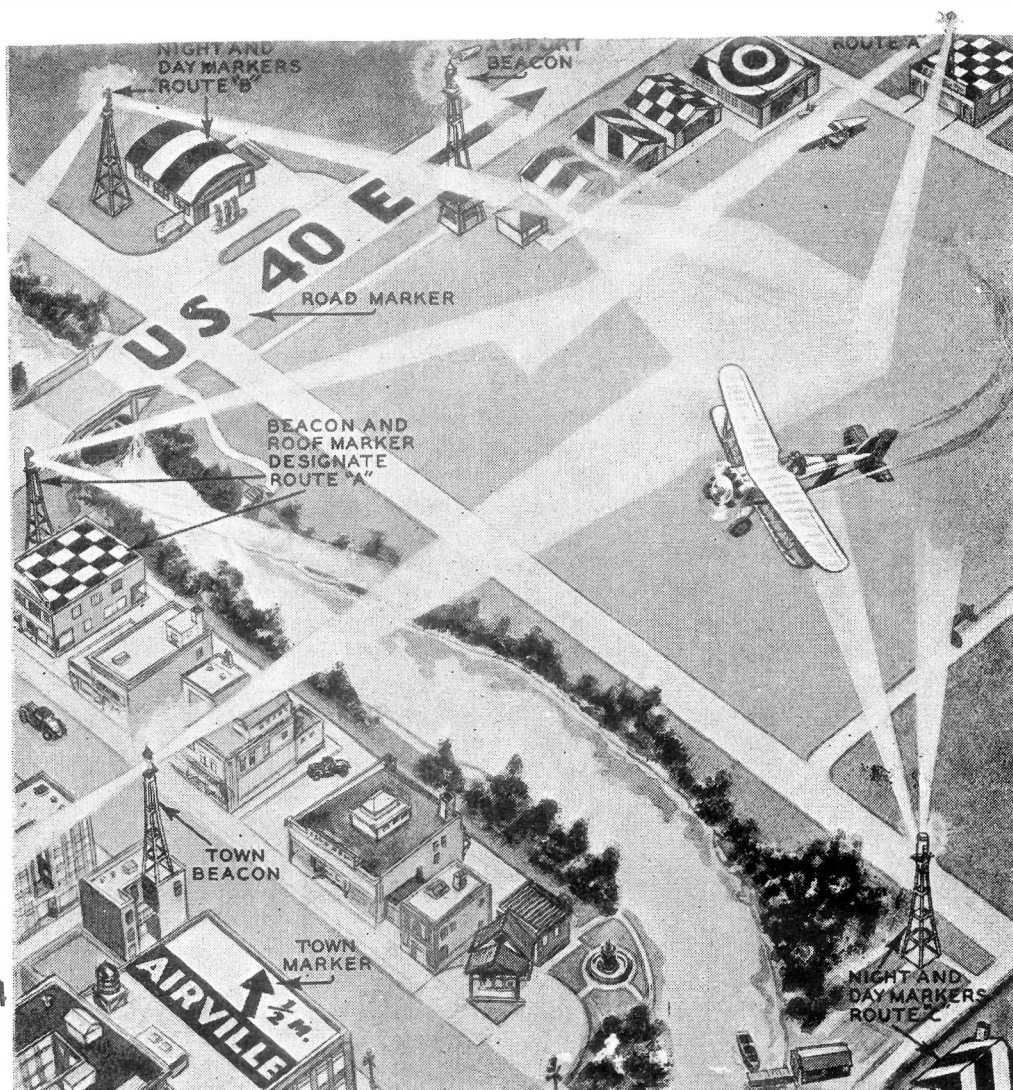 NIGHT AND
DAY MARKERS
ROUTE "B"
AIRPORT
BEACON
ROUTE "A"
US 40 E
ROAD MARKER
BEACON AND
ROOF MARKER
DESIGNATE
ROUTE "A"
TOWN
BEACON
TOWN
MARKER
AIRVILLE
1/2 M.
NIGHT AND
DAY MARKERS
ROUTE "C"